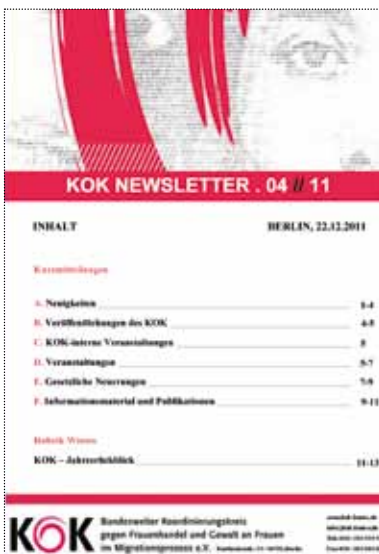 KOK NEWSLETTER . 04 // 11
INHALT BERLIN, 22.12.2011
Kurzmitteilungen
A. Neuigkeiten 1-4
B. Veröffentlichungen des KOK 4-5
C. KOK-interne Veranstaltungen 5
D. Veranstaltungen 5-7
E. Gesetzliche Neuerungen 7-9
F. Informationsmaterial und Publikationen 9-11
Rubrik Wissen
KOK – Jahresrückblick 11-13
KOK Bundesweiter Koordinierungskreis
gegen Frauenhandel und Gewalt an Frauen
im Migrationsprozess e.V.